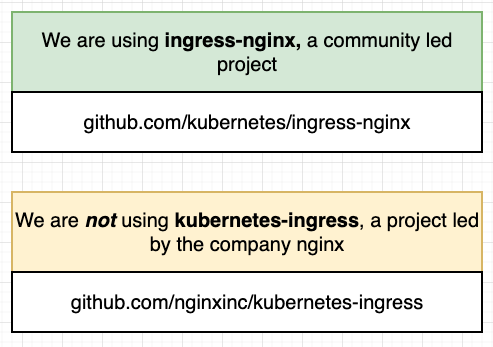 We are using ingress-nginx, a community led
project
github.com/kubernetes/ingress-nginx
We are not using kubernetes-ingress, a project led
by the company nginx
github.com/nginxinc/kubernetes-ingress